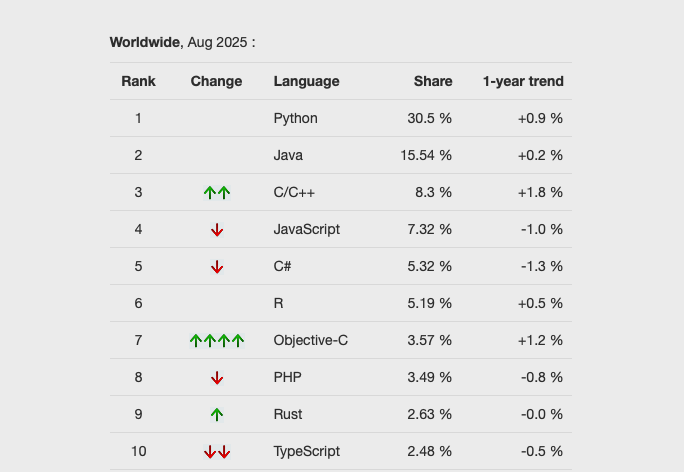 Worldwide, Aug 2025 :
Rank Change Language Share 1-year trend
1 Python 30.5 % +0.9 %
2 Java 15.54 % +0.2 %
3 ↑↑ C/C++ 8.3 % +1.8 %
4 ↓ JavaScript 7.32 % -1.0 %
5 ↓ C# 5.32 % -1.3 %
6 R 5.19 % +0.5 %
7 ↑↑↑↑ Objective-C 3.57 % +1.2 %
8 ↓ PHP 3.49 % -0.8 %
9 ↑ Rust 2.63 % -0.0 %
10 ↓↓ TypeScript 2.48 % -0.5 %